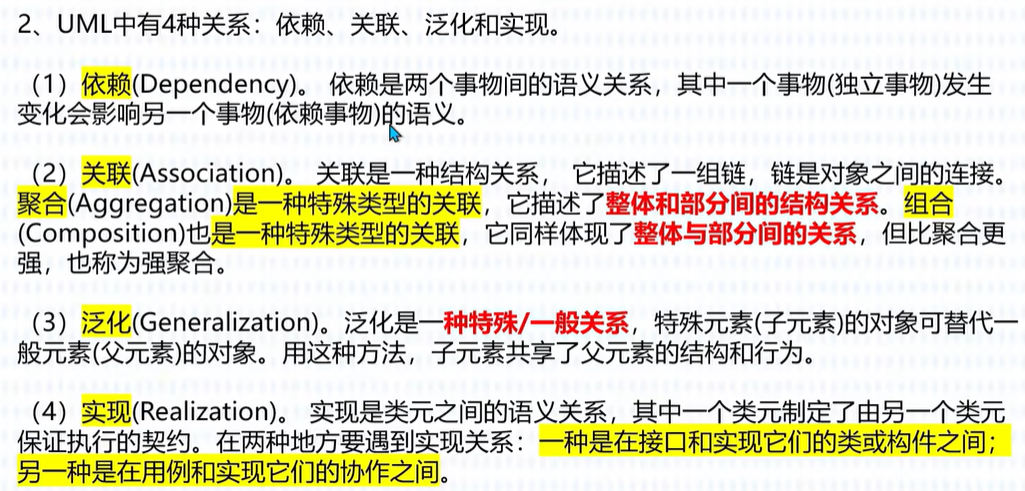 2、 UML中有4种关系：依赖、关联、泛化和实现。
（1）依赖(Dependency)。 依赖是两个事物间的语义关系，其中一个事物(独立事物)发生
变化会影响另一个事物(依赖事物)的语义。
（2）关联(Association)。 关联是一种结构关系， 它描述了一组链，链是对象之间的连接。
聚合(Aggregation)是一种特殊类型的关联，它描述了整体和部分间的结构关系。组合
(Composition)也是一种特殊类型的关联，它同样体现了整体与部分间的关系，但比聚合更
强，也称为强聚合。
（3）泛化(Generalization)。泛化是一种特殊/一般关系，特殊元素(子元素)的对象可替代一
般元素(父元素)的对象。用这种方法，子元素共享了父元素的结构和行为。
（4）实现(Realization)。 实现是类元之间的语义关系，其中一个类元制定了由另一个类元
保证执行的契约。在两种地方要遇到实现关系：一种是在接口和实现它们的类或构件之间；
另一种是在用例和实现它们的协作之间。